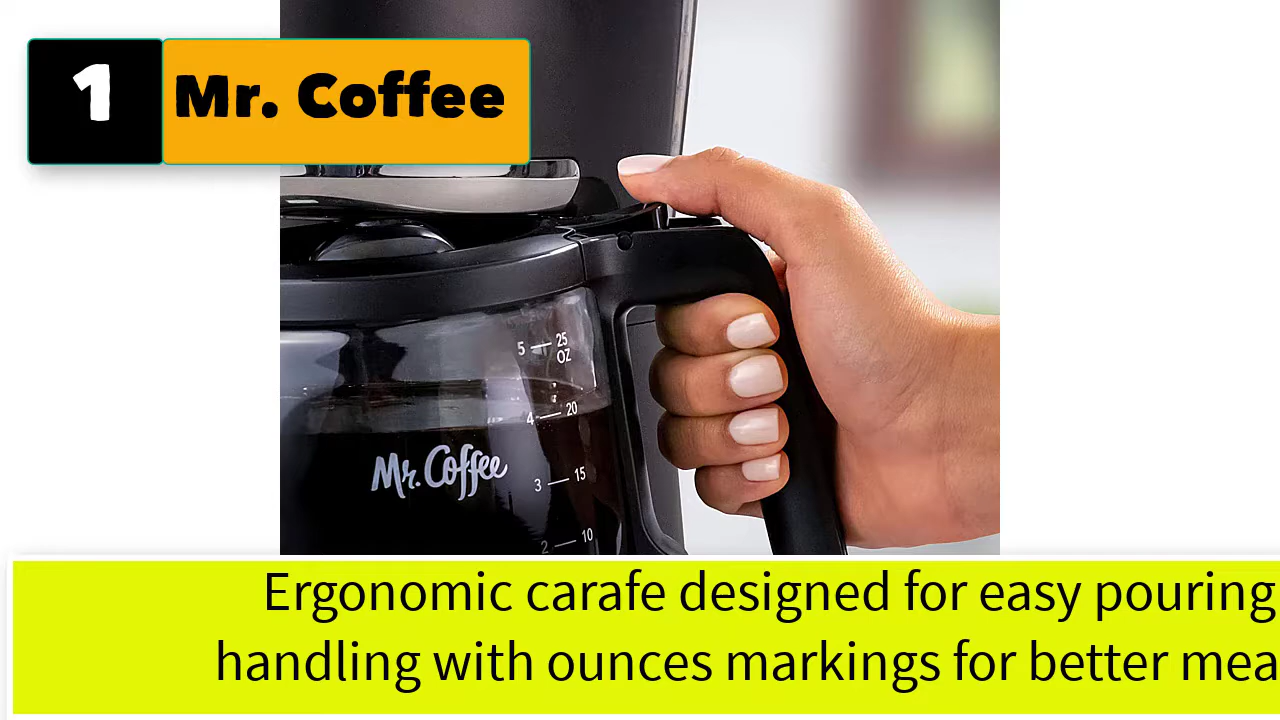 1 Mr. Coffee
5 — 25
OZ
4 — 20
Mr. Coffee
3 — 15
2 — 10
Ergonomic carafe designed for easy pouring
handling with ounces markings for better mea